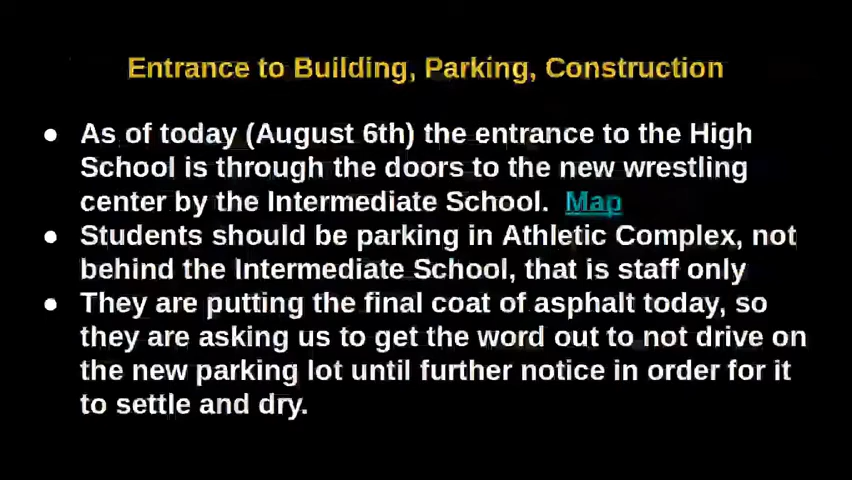 Entrance to Building, Parking, Construction
● As of today (August 6th) the entrance to the High
School is through the doors to the new wrestling
center by the Intermediate School. Map
● Students should be parking in Athletic Complex, not
behind the Intermediate School, that is staff only
● They are putting the final coat of asphalt today, so
they are asking us to get the word out to not drive on
the new parking lot until further notice in order for it
to settle and dry.